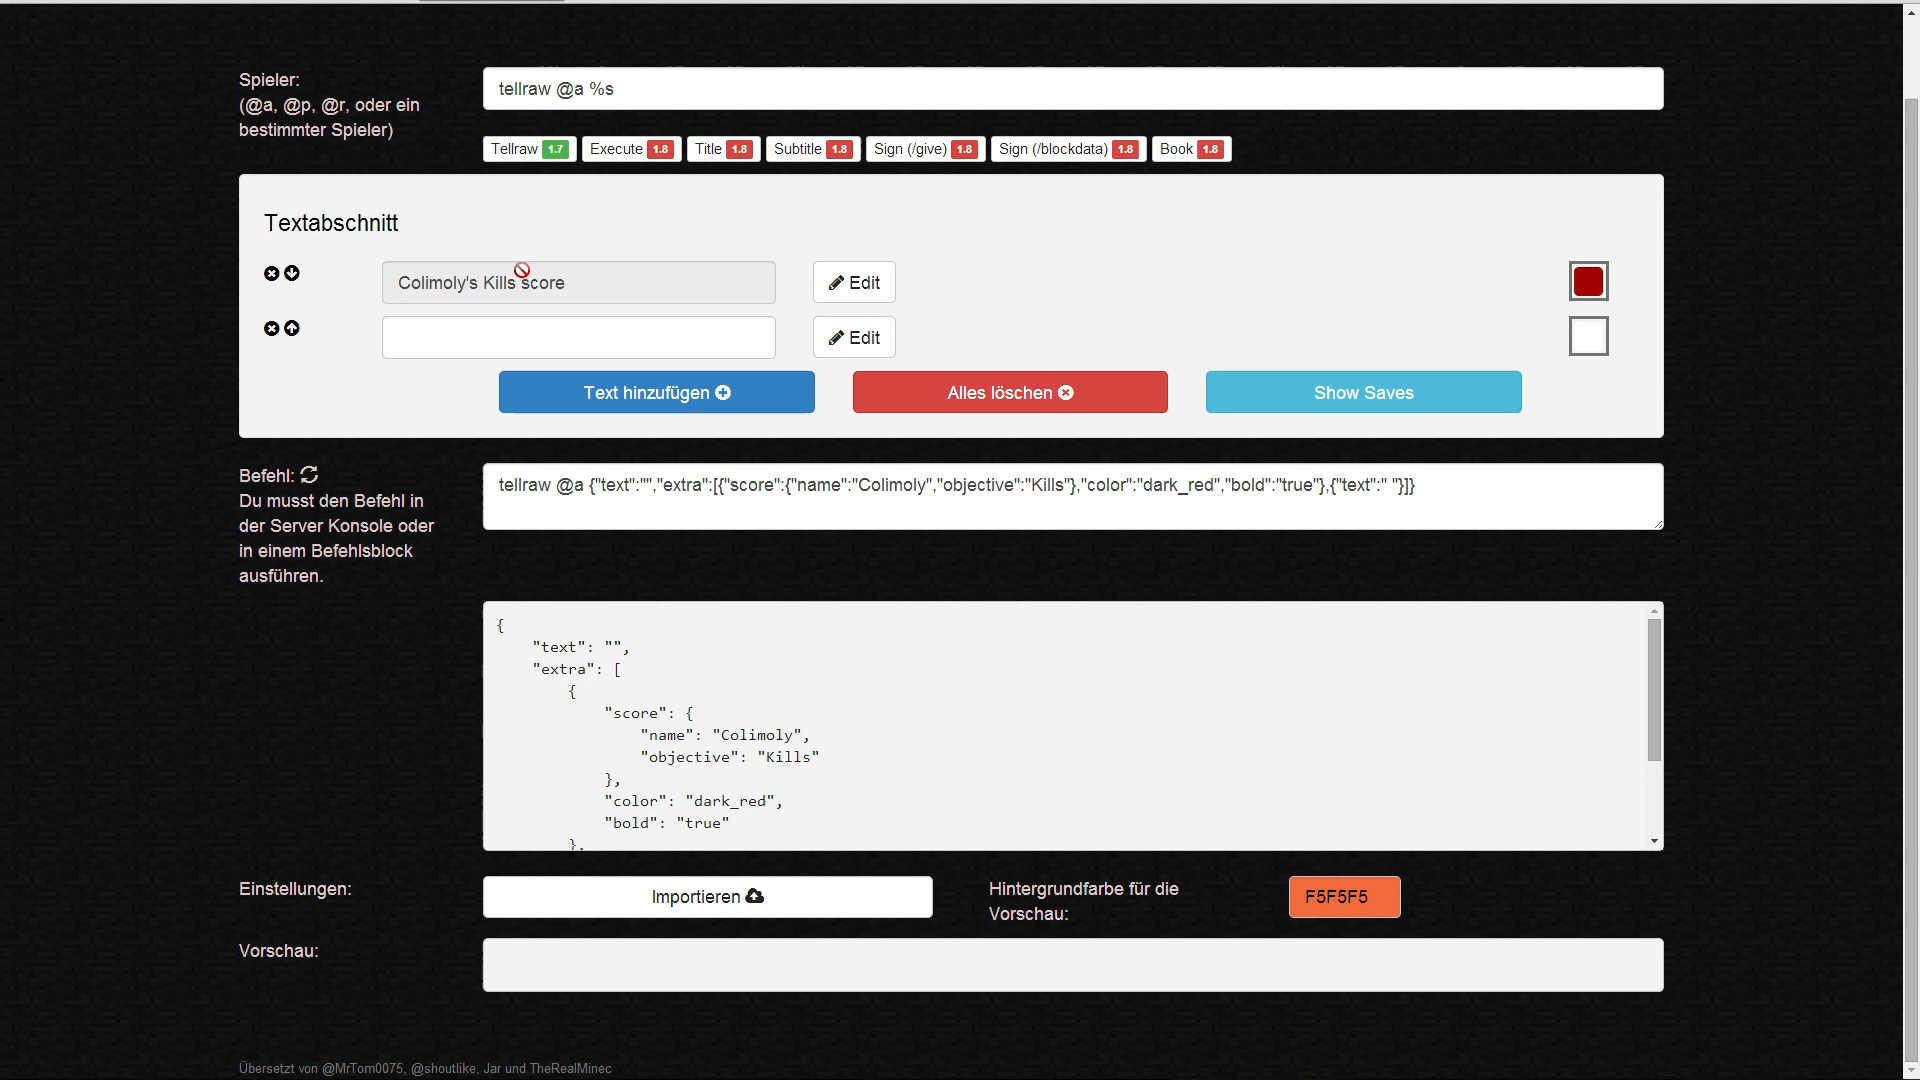 Spieler:
(@a, @p, @r, oder ein
bestimmter Spieler)
tellraw @a %s
Tellraw 1.7 Execute 1.8 Title 1.8 Subtitle 1.8 Sign (/give) 1.8 Sign (/blockdata) 1.8 Book 1.8
Textabschnitt
Colimoly's Kills score Edit
Edit
Text hinzufügen Alles löschen Show Saves
Befehl:
Du musst den Befehl in
der Server Konsole oder
in einem Befehlsblock
ausführen.
tellraw @a {"text":"","extra":[{"score":{"name":"Colimoly","objective":"Kills"},"color":"dark_red","bold":"true"},{"text":" "}]}
{
"text": "",
"extra": [
{
"score": {
"name": "Colimoly",
"objective": "Kills"
},
"color": "dark_red",
"bold": "true"
},
Einstellungen:
Importieren
Hintergrundfarbe für die
Vorschau:
F5F5F5
Vorschau:
Übersetzt von @MrTom0075, @shoutlike, Jar und TheRealMinec